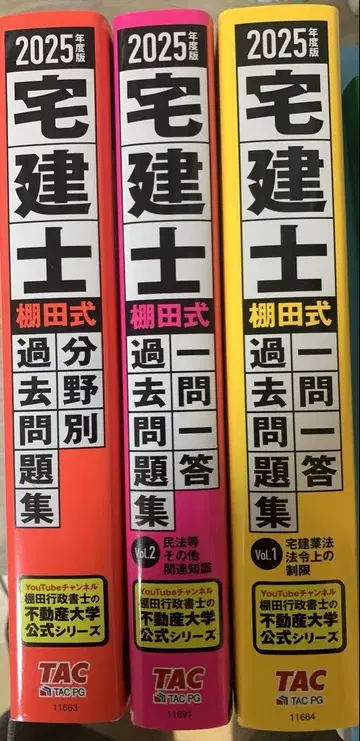 2025年度版
宅建士
棚田式
分野別
過去問題集
YouTubeチャンネル
棚田行政書士の
不動産大学
公式シリーズ
TAC
TAC PG
11663
2025年度版
宅建士
棚田式
一問一答
過去問題集
Vol.2
民法等
その他
関連知識
YouTubeチャンネル
棚田行政書士の
不動産大学
公式シリーズ
TAC
TAC PG
11691
2025年度版
宅建士
棚田式
一問一答
過去問題集
Vol.1
宅建業法
法令上の
制限
YouTubeチャンネル
棚田行政書士の
不動産大学
公式シリーズ
TAC
TAC PG
11664